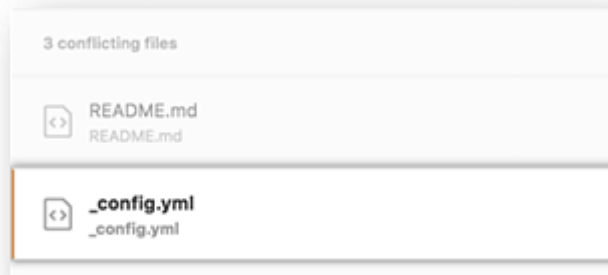 3 conflicting files
README.md
README.md
_config.yml
_config.yml